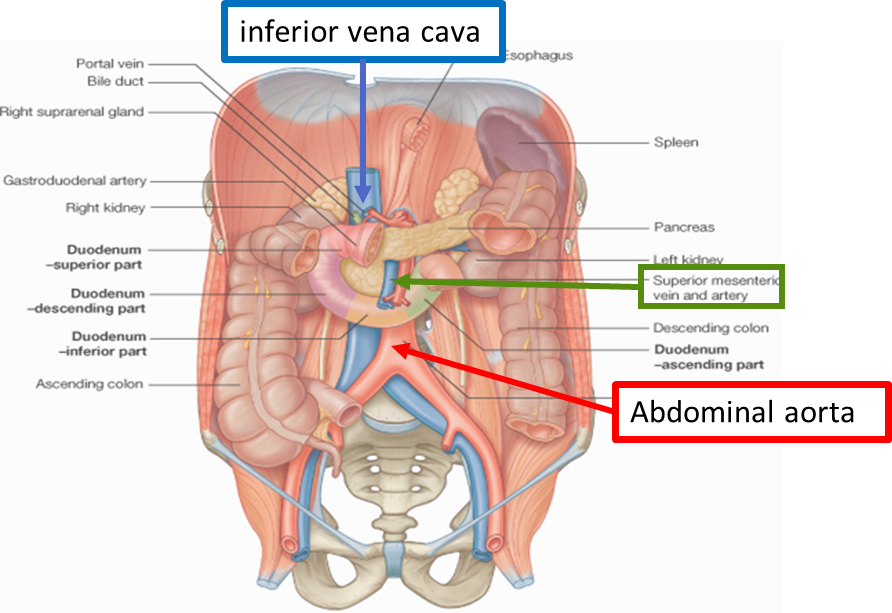 inferior vena cava
Esophagus
Portal vein
Bile duct
Right suprarenal gland
Spleen
Gastroduodenal artery
Right kidney
Pancreas
Duodenum
–superior part
Left kidney
Superior mesenteric
vein and artery
Duodenum
–descending part
Descending colon
Duodenum
–inferior part
Duodenum
–ascending part
Ascending colon
Abdominal aorta